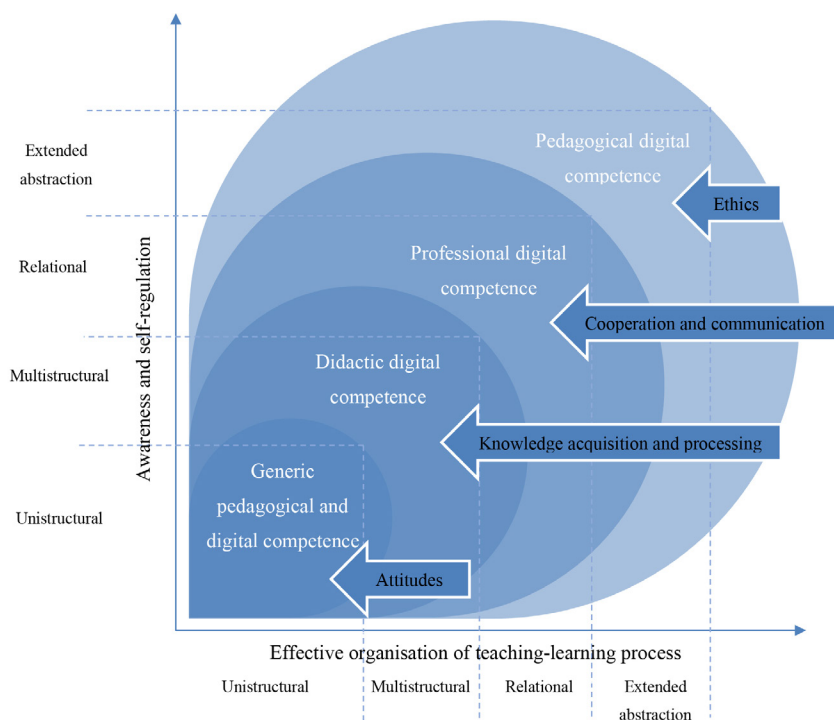 Extended
abstraction
Relational
Multistructural
Unistructural
Awareness and self-regulation
Pedagogical digital
competence
Ethics
Professional digital
competence
Cooperation and communication
Didactic digital
competence
Knowledge acquisition and processing
Generic
pedagogical and
digital competence
Attitudes
Effective organisation of teaching-learning process
Unistructural
Multistructural
Relational
Extended
abstraction